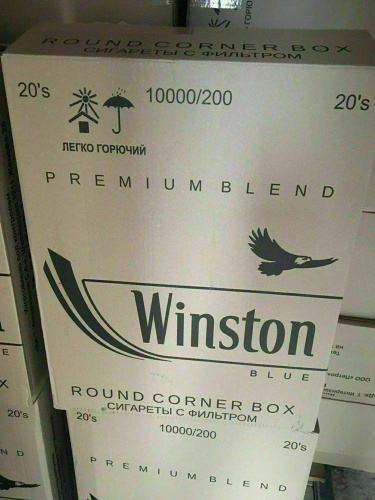 ROUND CORNER BOX
СИГАРЕТЫ С ФИЛЬТРОМ
20's 10000/200 20's
ЛЕГКО ГОРЮЧИЙ
PREMIUM BLEND
Winston
BLUE
ROUND CORNER BOX
СИГАРЕТЫ С ФИЛЬТРОМ
20's 20's 10000/200 20's
PREMIUM BLEND